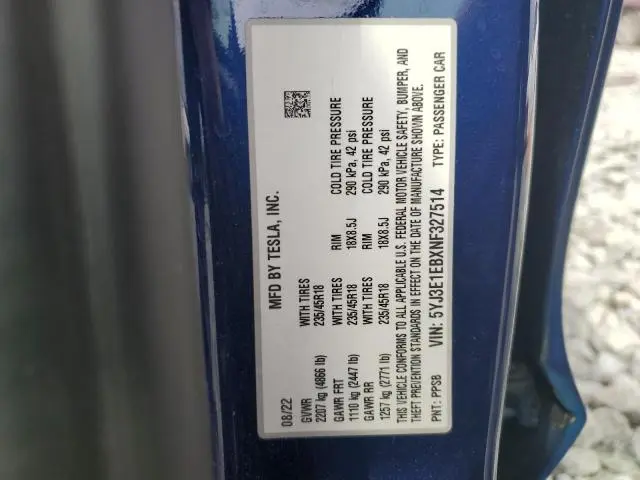 MFD BY TESLA, INC.
08/22
GVWR WITH TIRES RIM COLD TIRE PRESSURE
2207 kg (4866 lb) 235/45R18 18X8.5J 290 kPa, 42 psi
GAWR FRT WITH TIRES RIM COLD TIRE PRESSURE
1110 kg (2447 lb) 235/45R18 18X8.5J 290 kPa, 42 psi
GAWR RR
1257 kg (2771 lb)
THIS VEHICLE CONFORMS TO ALL APPLICABLE U.S. FEDERAL MOTOR VEHICLE SAFETY, BUMPER, AND
THEFT PREVENTION STANDARDS IN EFFECT ON THE DATE OF MANUFACTURE SHOWN ABOVE.
PNT: PPSB VIN: 5YJ3E1EBXNF327514 TYPE: PASSENGER CAR